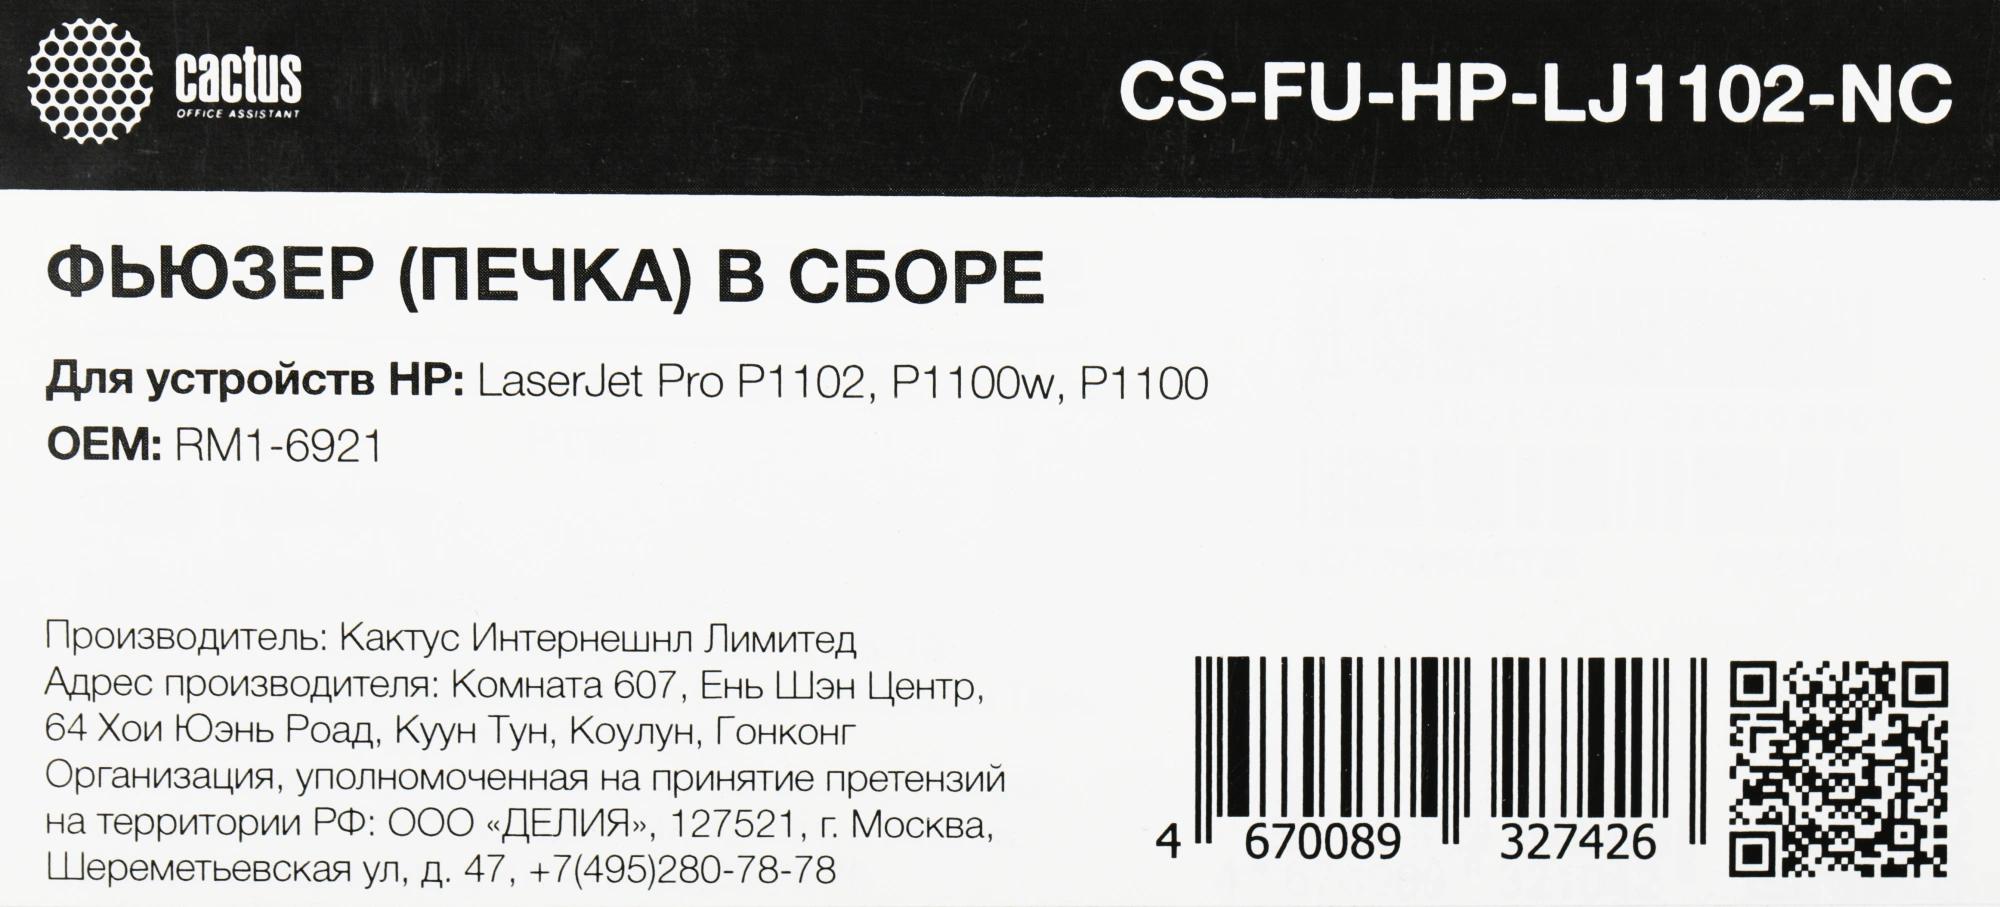 cactus
OFFICE ASSISTANT
CS-FU-HP-LJ1102-NC
ФЬЮЗЕР (ПЕЧКА) В СБОРЕ
Для устройств HP: LaserJet Pro P1102, P1100w, P1100
OEM: RM1-6921
Производитель: Кактус Интернешнл Лимитед
Адрес производителя: Комната 607, Ень Шэн Центр,
64 Хои Юэнь Роад, Куун Тун, Коулун, Гонконг
Организация, уполномоченная на принятие претензий
на территории РФ: ООО «ДЕЛИЯ», 127521, г. Москва,
Шереметьевская ул, д. 47, +7(495)280-78-78
4 670089 327426